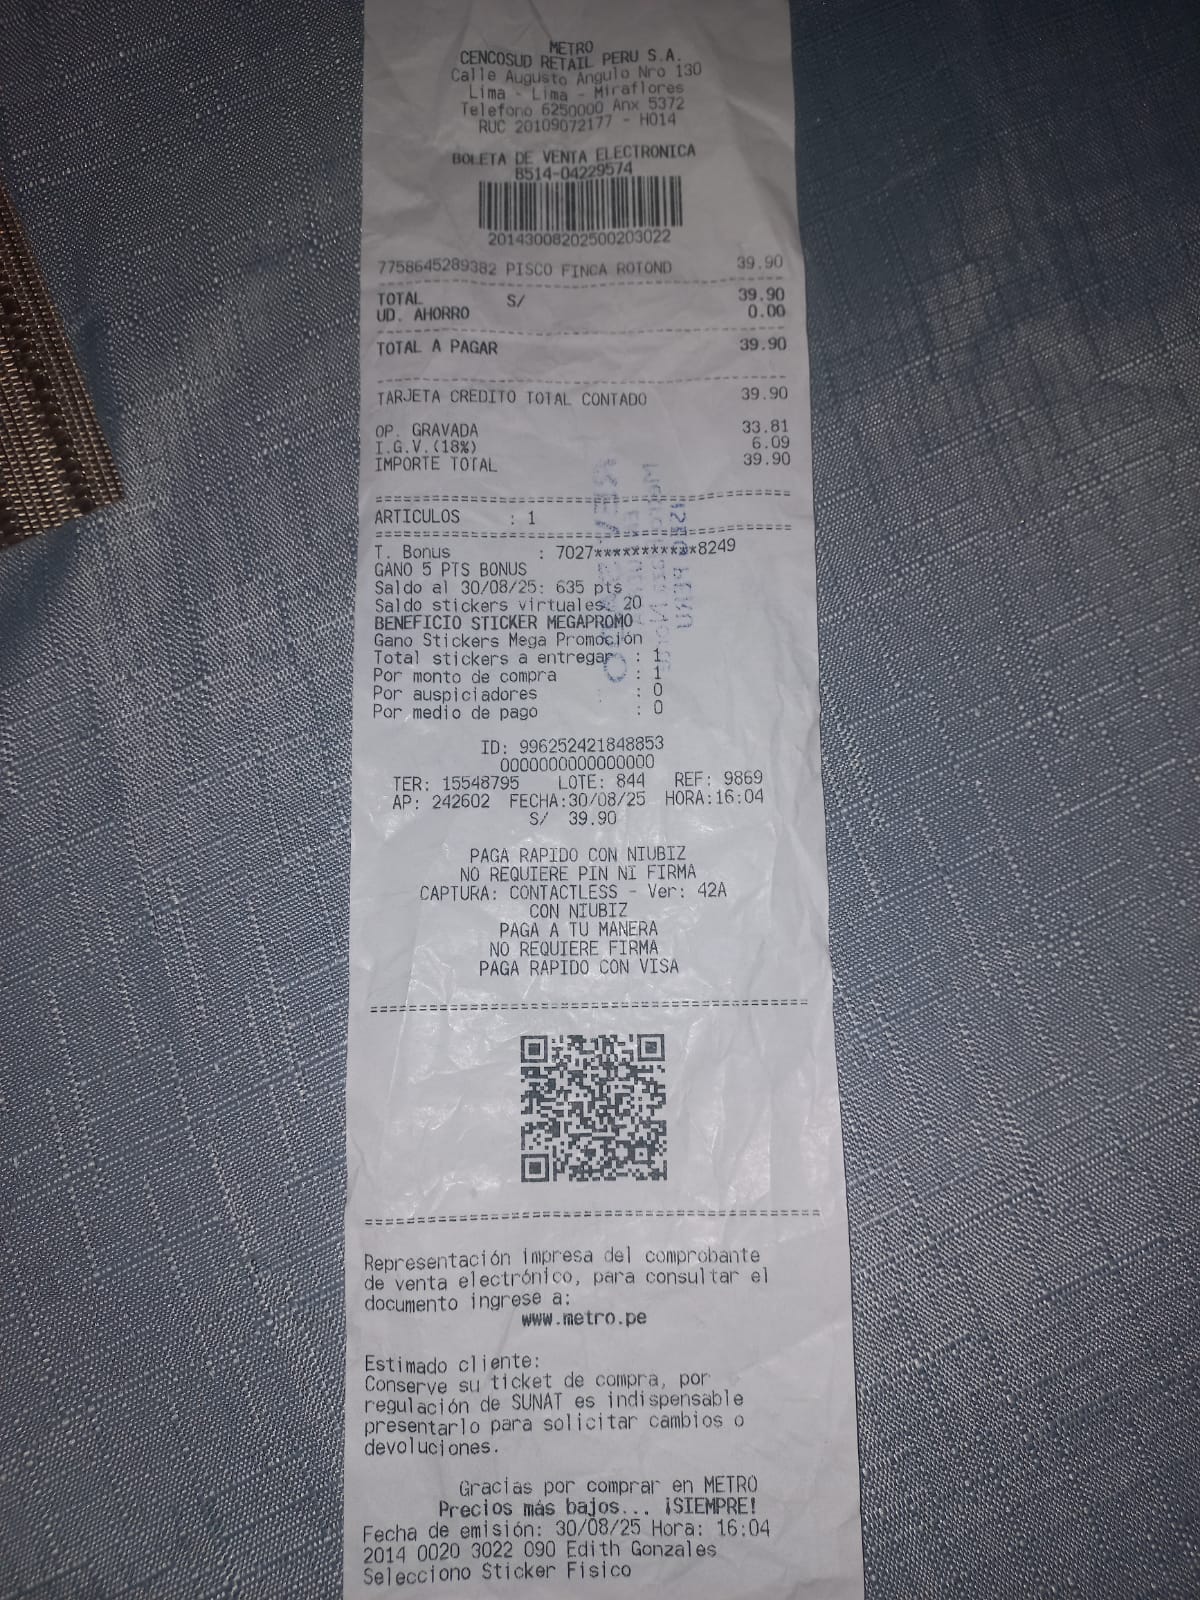 METRO
CENCOSUD RETAIL PERU S.A.
Calle Augusto Angulo Nro 130
Lima - Lima - Miraflores
Telefono 6250000 Anx 5372
RUC 20109072177 - H014
BOLETA DE VENTA ELECTRONICA
B514-04229574
20143008202500203022
7758645289382 PISCO FINCA ROTOND 39.90
TOTAL S/ 39.90
UD. AHORRO 0.00
TOTAL A PAGAR 39.90
TARJETA CREDITO TOTAL CONTADO 39.90
OP. GRAVADA 33.81
I.G.V.(18%) 6.09
IMPORTE TOTAL 39.90
ARTICULOS : 1
T. Bonus : 7027***********8249
GANO 5 PTS BONUS
Saldo al 30/08/25: 635 pts
Saldo stickers virtuales: 20
BENEFICIO STICKER MEGAPROMO
Gano Stickers Mega Promoción
Total stickers a entregar : 1
Por monto de compra : 1
Por auspiciadores : 0
Por medio de pago : 0
ID: 996252421848853
0000000000000000
TER: 15548795 LOTE: 844 REF: 9869
AP: 242602 FECHA:30/08/25 HORA:16:04
S/ 39.90
PAGA RAPIDO CON NIUBIZ
NO REQUIERE PIN NI FIRMA
CAPTURA: CONTACTLESS - Ver: 42A
CON NIUBIZ
PAGA A TU MANERA
NO REQUIERE FIRMA
PAGA RAPIDO CON VISA
Representación impresa del comprobante
de venta electrónico, para consultar el
documento ingrese a:
www.metro.pe
Estimado cliente:
Conserve su ticket de compra, por
regulación de SUNAT es indispensable
presentarlo para solicitar cambios o
devoluciones.
Gracias por comprar en METRO
Precios más bajos... ¡SIEMPRE!
Fecha de emisión: 30/08/25 Hora: 16:04
2014 0020 3022 090 Edith Gonzales
Selecciono Sticker Fisico